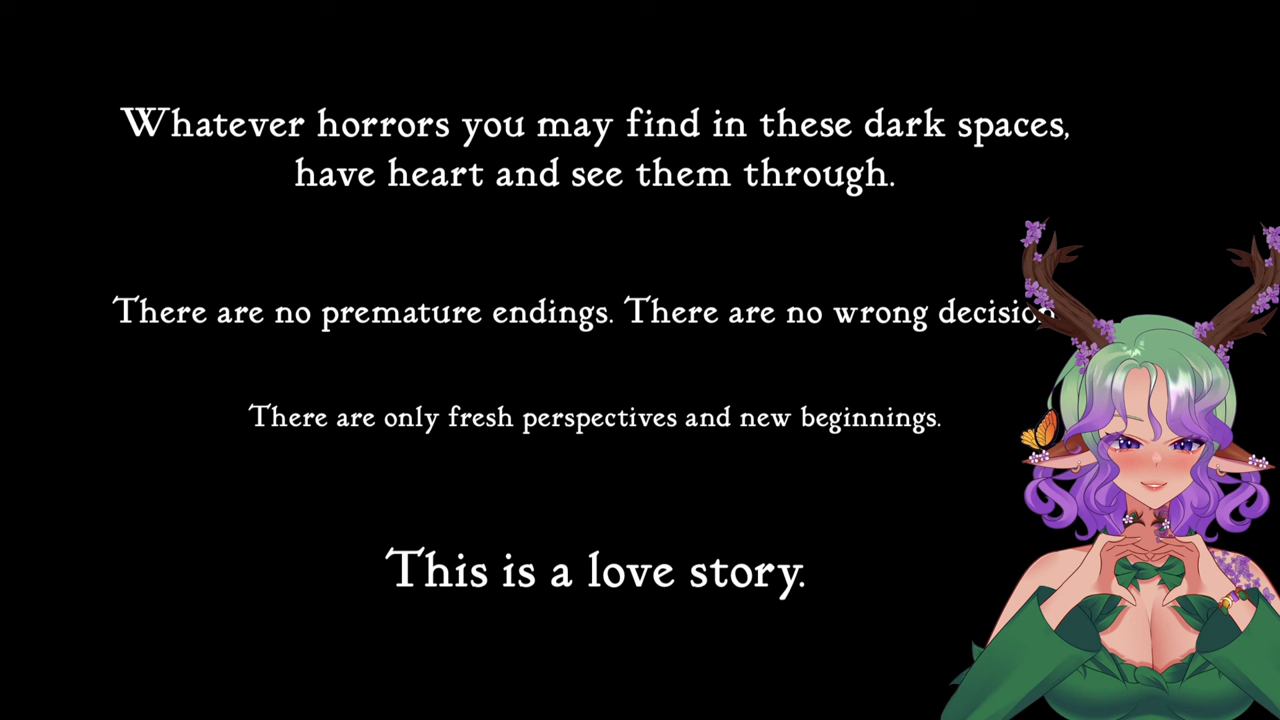 Whatever horrors you may find in these dark spaces,
have heart and see them through.
There are no premature endings. There are no wrong
There are only fresh perspectives and new beginnings.
This is a love story.